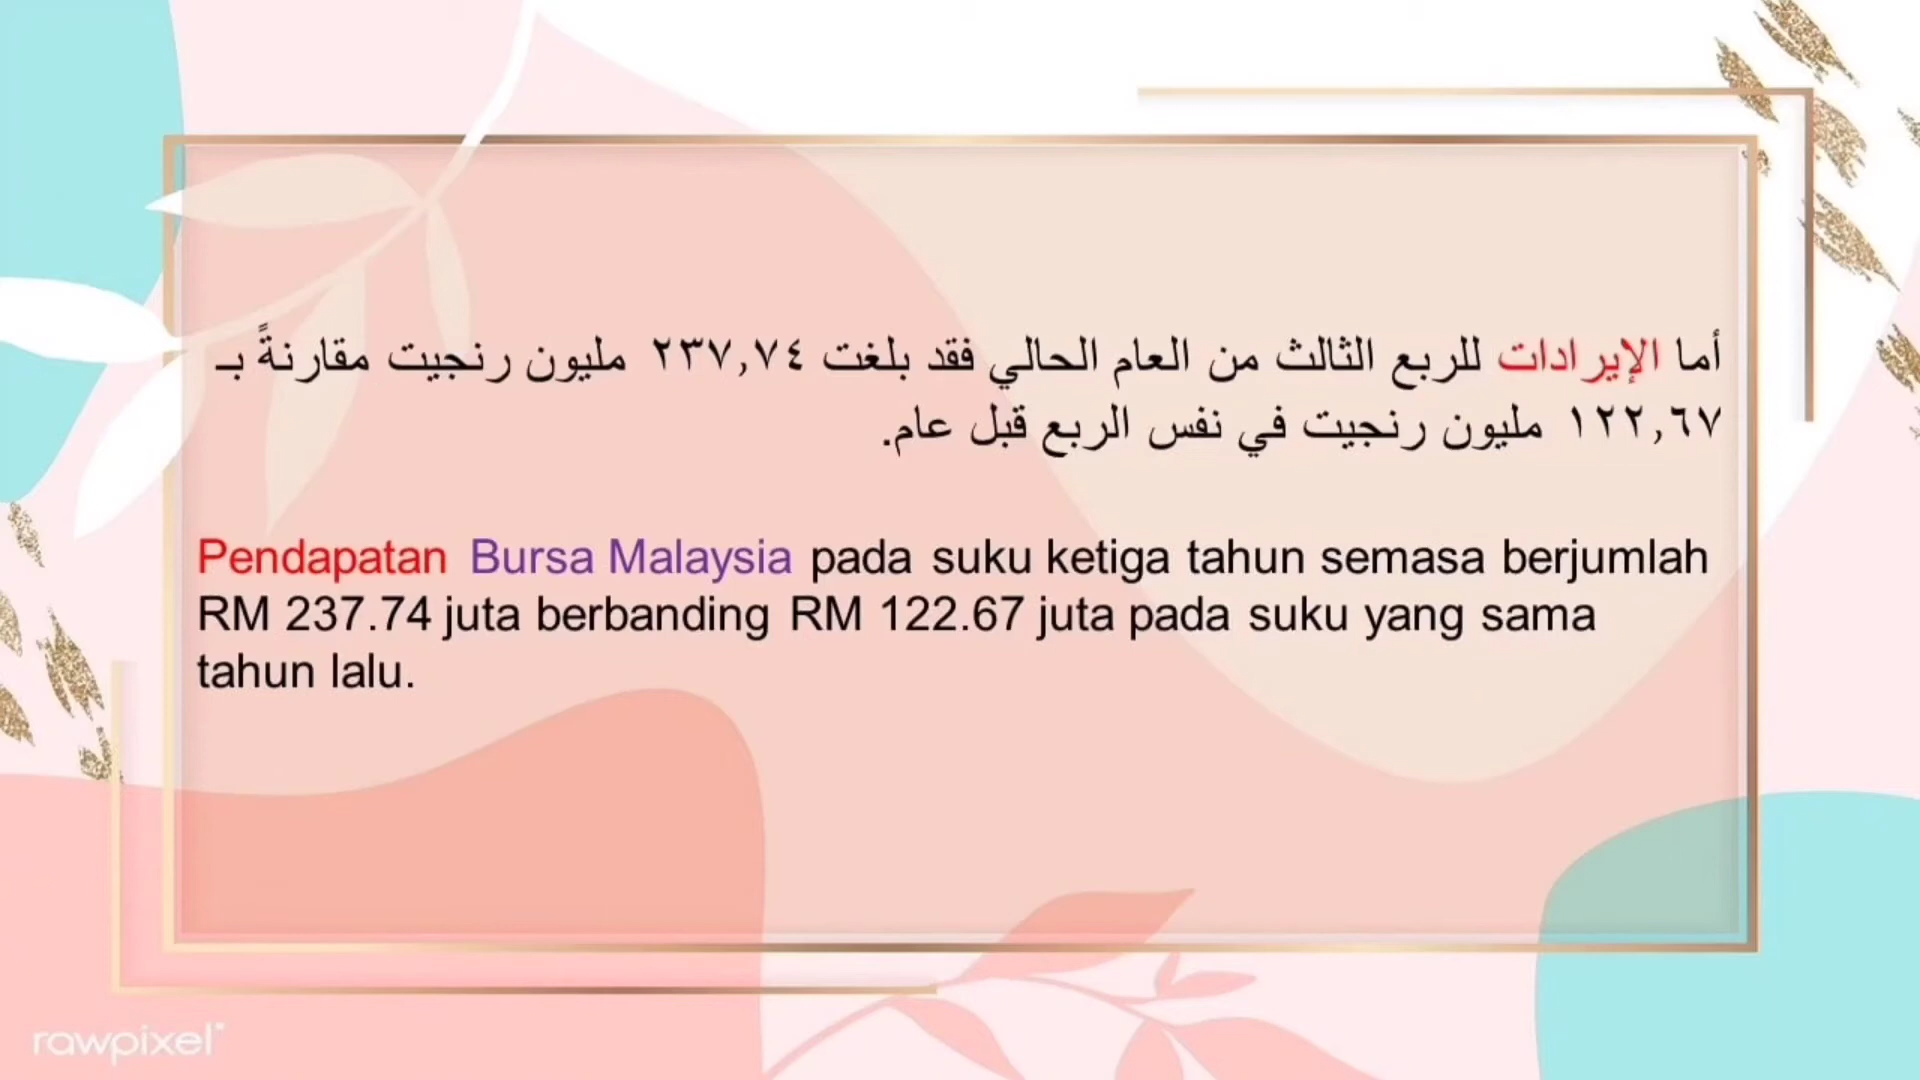 أما الإيرادات للربع الثالث من العام الحالي فقد بلغت ٢٣٧,٧٤ مليون رنجيت مقارنةً بـ
١٢٢,٦٧ مليون رنجيت في نفس الربع قبل عام.
Pendapatan Bursa Malaysia pada suku ketiga tahun semasa berjumlah
RM 237.74 juta berbanding RM 122.67 juta pada suku yang sama
tahun lalu.
rawpixel